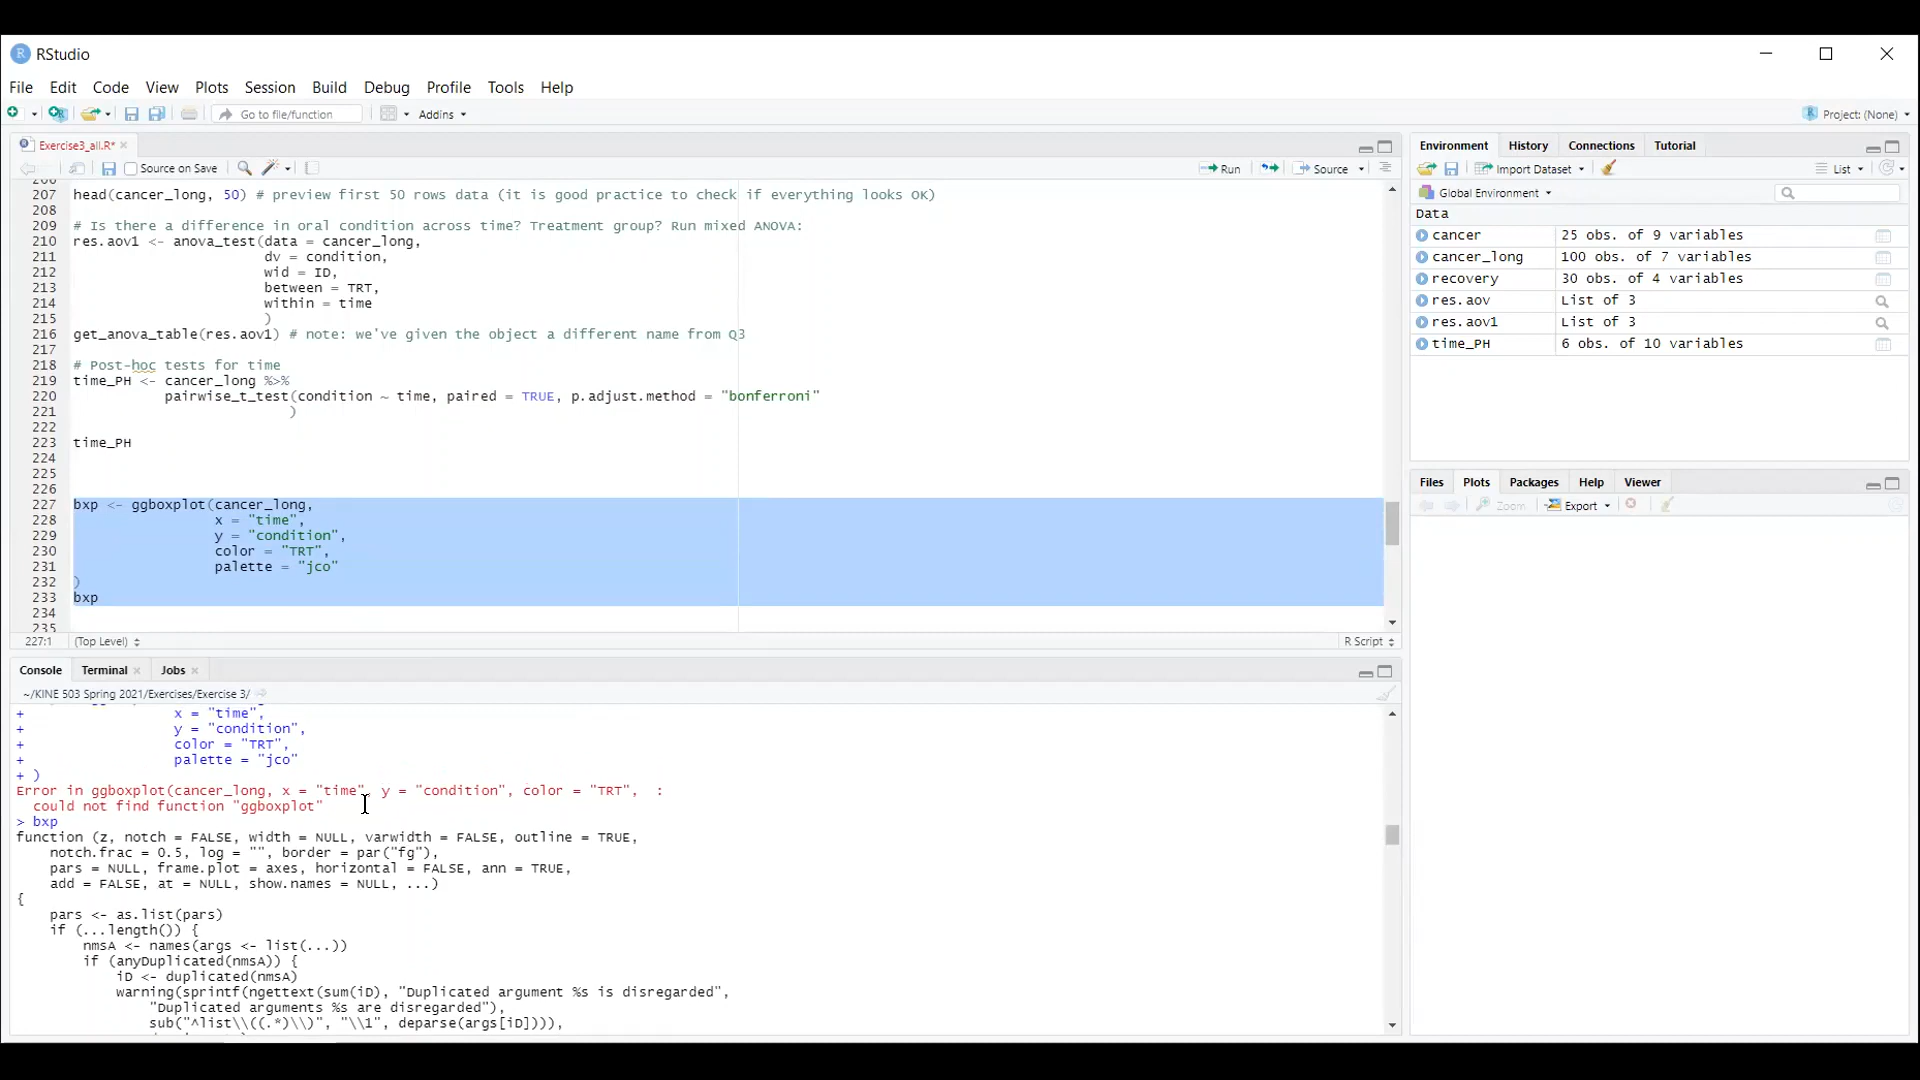 RStudio
File Edit Code View Plots Session Build Debug Profile Tools Help
Go to file/function Addins Project: (None)
Exercise3_all.R*
Source on Save Run Source
207 head(cancer_long, 50) # preview first 50 rows data (it is good practice to check if everything looks OK)
208
209 # Is there a difference in oral condition across time? Treatment group? Run mixed ANOVA:
210 res.aov1 <- anova_test(data = cancer_long,
211 dv = condition,
212 wid = ID,
213 between = TRT,
214 within = time
215 )
216 get_anova_table(res.aov1) # note: we've given the object a different name from Q3
217
218 # Post-hoc tests for time
219 time_PH <- cancer_long %>%
220 pairwise_t_test(condition ~ time, paired = TRUE, p.adjust.method = "bonferroni"
221 )
222
223 time_PH
224
225
226
227 bxp <- ggboxplot(cancer_long,
228 x = "time",
229 y = "condition",
230 color = "TRT",
231 palette = "jco"
232 )
233 bxp
234
235
227:1 (Top Level) R Script
Console Terminal Jobs
~/KINE 503 Spring 2021/Exercises/Exercise 3/
+ x = "time",
+ y = "condition",
+ color = "TRT",
+ palette = "jco"
+ )
Error in ggboxplot(cancer_long, x = "time", y = "condition", color = "TRT", :
could not find function "ggboxplot"
> bxp
function (z, notch = FALSE, width = NULL, varwidth = FALSE, outline = TRUE,
notch.frac = 0.5, log = "", border = par("fg"),
pars = NULL, frame.plot = axes, horizontal = FALSE, ann = TRUE,
add = FALSE, at = NULL, show.names = NULL, ...)
{
pars <- as.list(pars)
if (...length()) {
nmsA <- names(args <- list(...))
if (anyDuplicated(nmsA)) {
iD <- duplicated(nmsA)
warning(sprintf(ngettext(sum(iD), "Duplicated argument %s is disregarded",
"Duplicated arguments %s are disregarded"),
sub("^list\\((.*)\\)", "\\1", deparse(args[iD]))),
Environment History Connections Tutorial
Import Dataset List
Global Environment
Data
cancer 25 obs. of 9 variables
cancer_long 100 obs. of 7 variables
recovery 30 obs. of 4 variables
res.aov List of 3
res.aov1 List of 3
time_PH 6 obs. of 10 variables
Files Plots Packages Help Viewer
Zoom Export